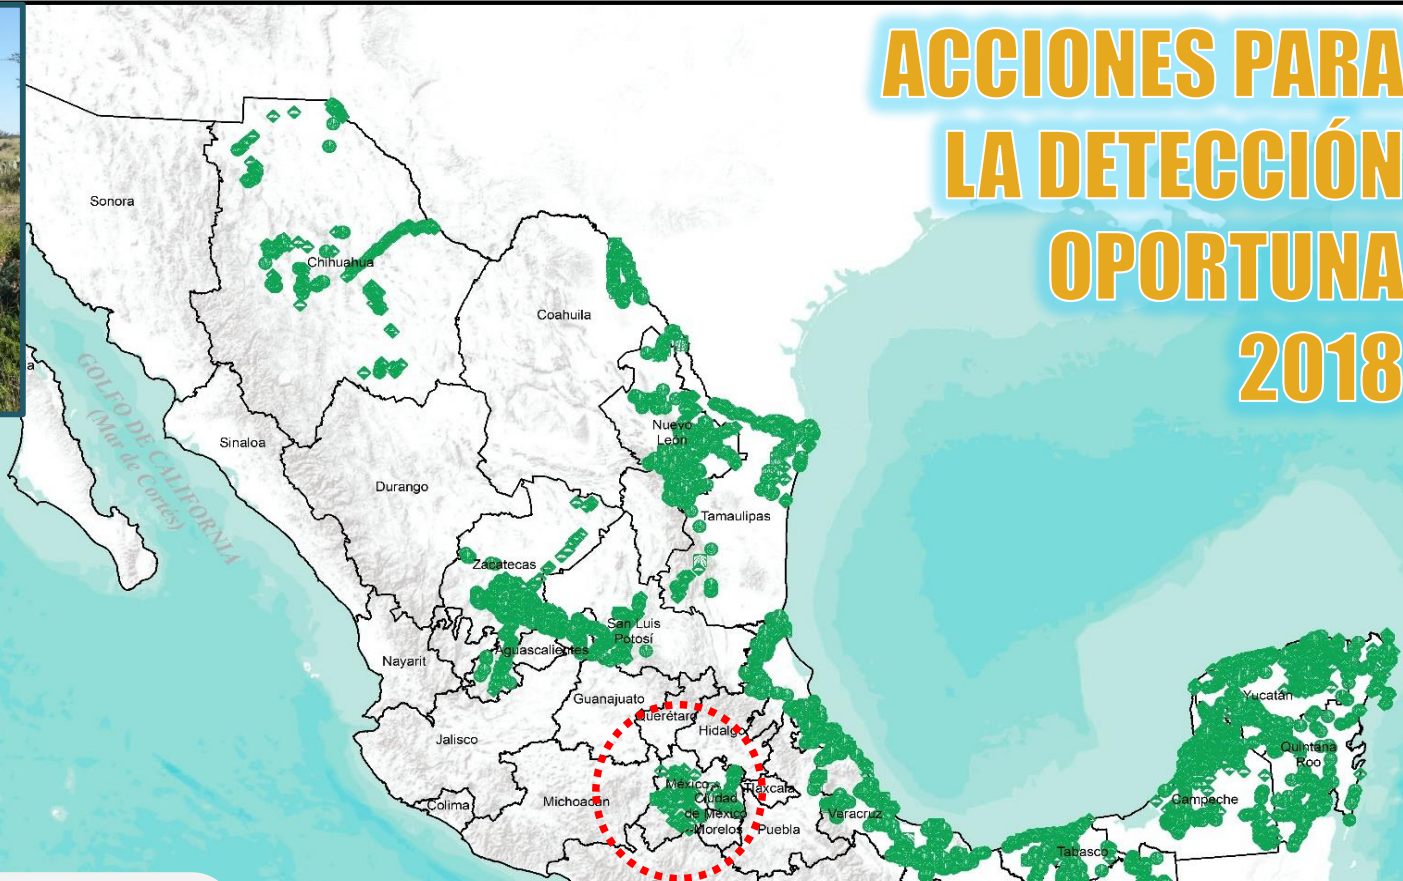 ACCIONES PARA
LA DETECCIÓN
OPORTUNA
2018
Sonora
Chihuahua
Coahuila
a
GOLFO DE CALIFORNIA
(Mar de Cortés)
Sinaloa
Nuevo
León
Durango
Tamaulipas
Zacatecas
San Luis
Potosí
Aguascalientes
Nayarit
Guanajuato
Querétaro
Hidalgo
Jalisco
Yucatán
Quintana
Roo
México
Ciudad
de México
Tlaxcala
Colima
Michoacán
Morelos
Puebla
Veracruz
Campeche
Tabasco